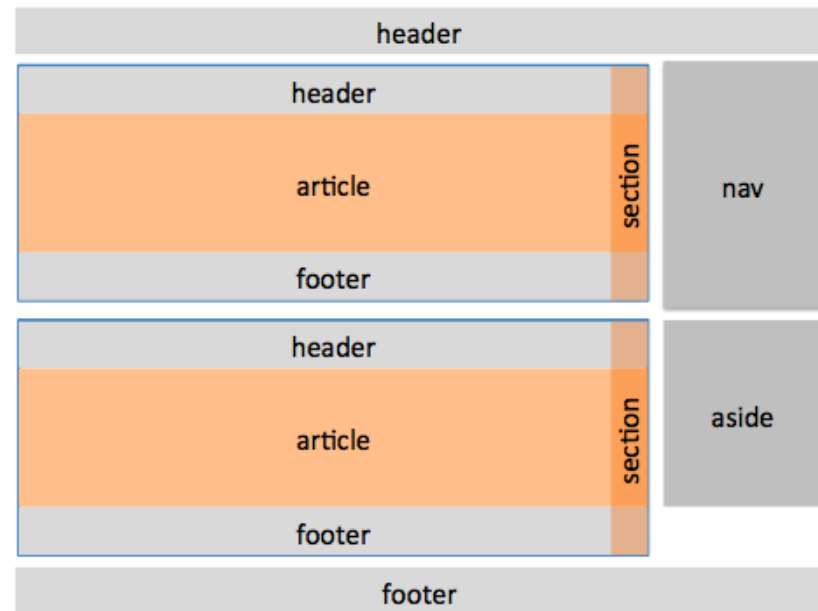 header
header
article
section
footer
nav
header
article
section
footer
aside
footer